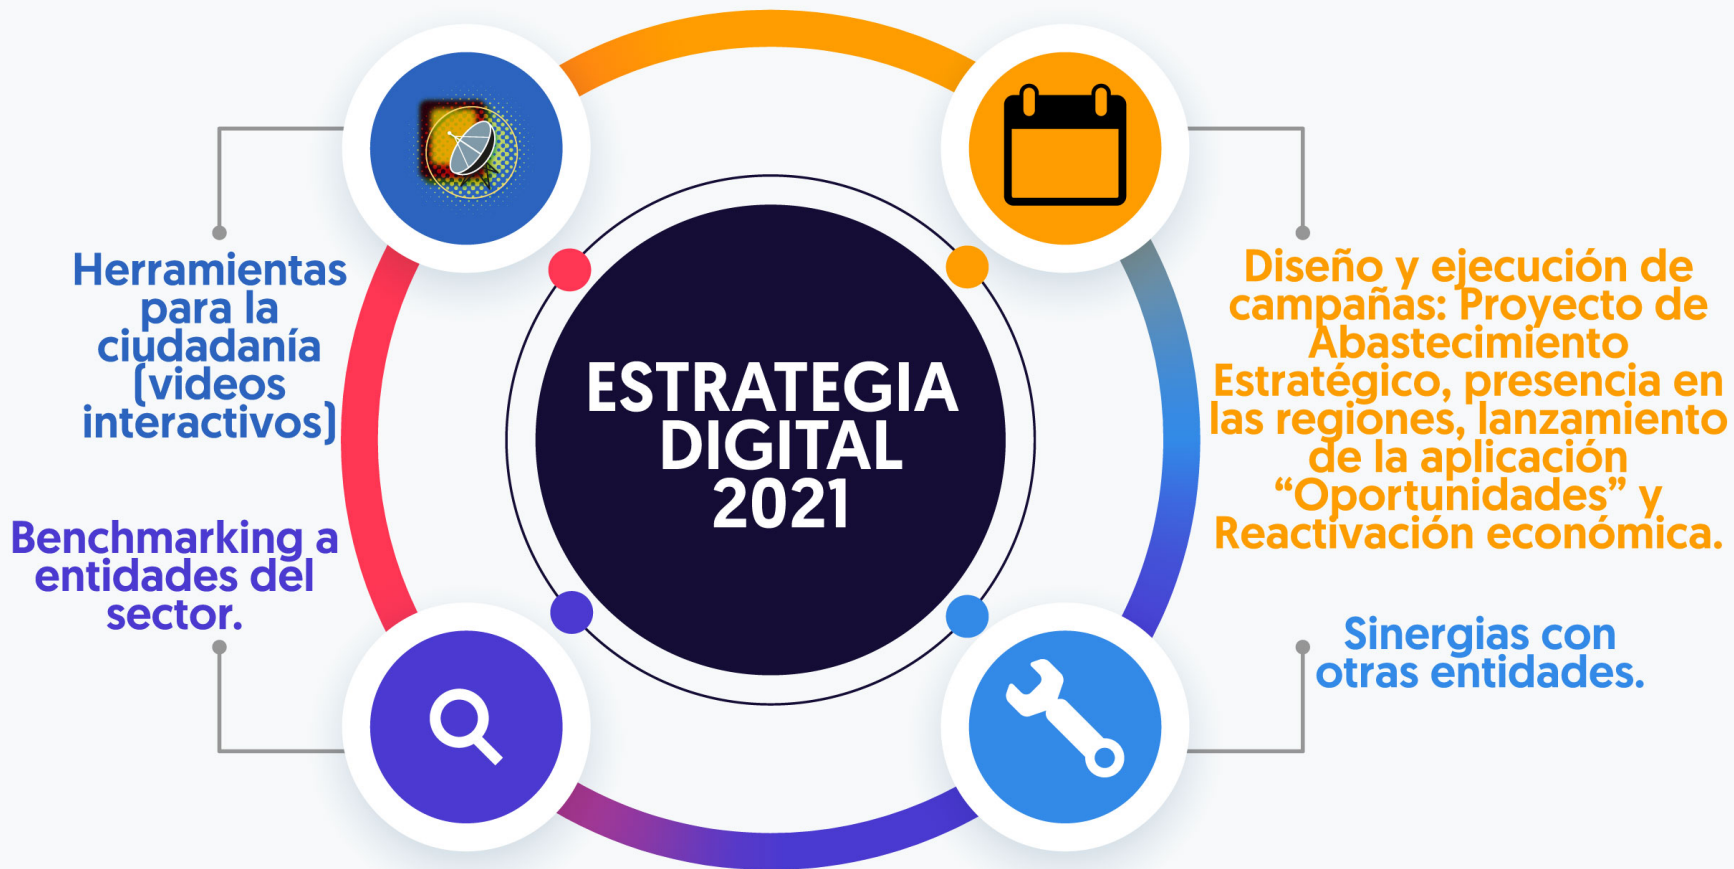 Herramientas
para la
ciudadanía
(videos
interactivos)
Benchmarking a
entidades del
sector.
ESTRATEGIA
DIGITAL
2021
Diseño y ejecución de
campañas: Proyecto de
Abastecimiento
Estratégico, presencia en
las regiones, lanzamiento
de la aplicación
“Oportunidades” y
Reactivación económica.
Sinergias con
otras entidades.